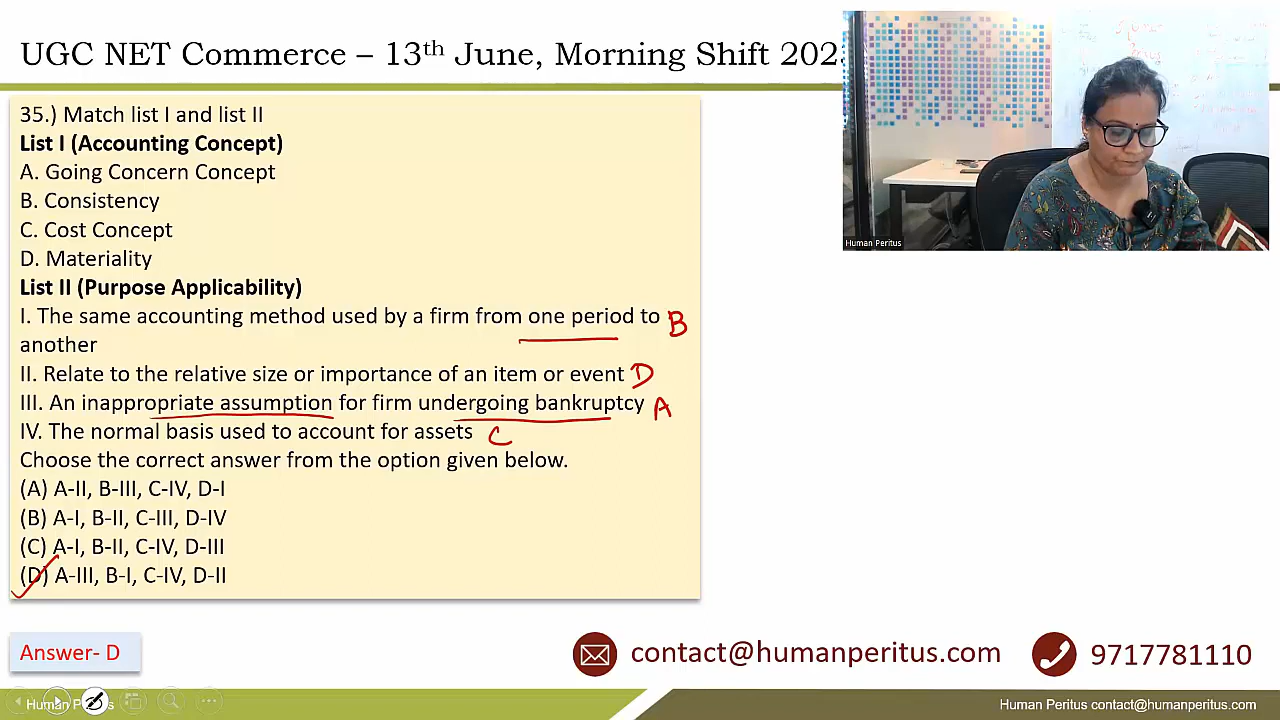 UGC NET Commerce – 13th June, Morning Shift 202
35.) Match list I and list II
List I (Accounting Concept)
A. Going Concern Concept
B. Consistency
C. Cost Concept
D. Materiality
List II (Purpose Applicability)
I. The same accounting method used by a firm from one period to B
another
II. Relate to the relative size or importance of an item or event D
III. An inappropriate assumption for firm undergoing bankruptcy A
IV. The normal basis used to account for assets C
Choose the correct answer from the option given below.
(A) A-II, B-III, C-IV, D-I
(B) A-I, B-II, C-III, D-IV
(C) A-I, B-II, C-IV, D-III
(D) A-III, B-I, C-IV, D-II
Answer- D
Human Peritus
contact@humanperitus.com
9717781110
Human Peritus contact@humanperitus.com